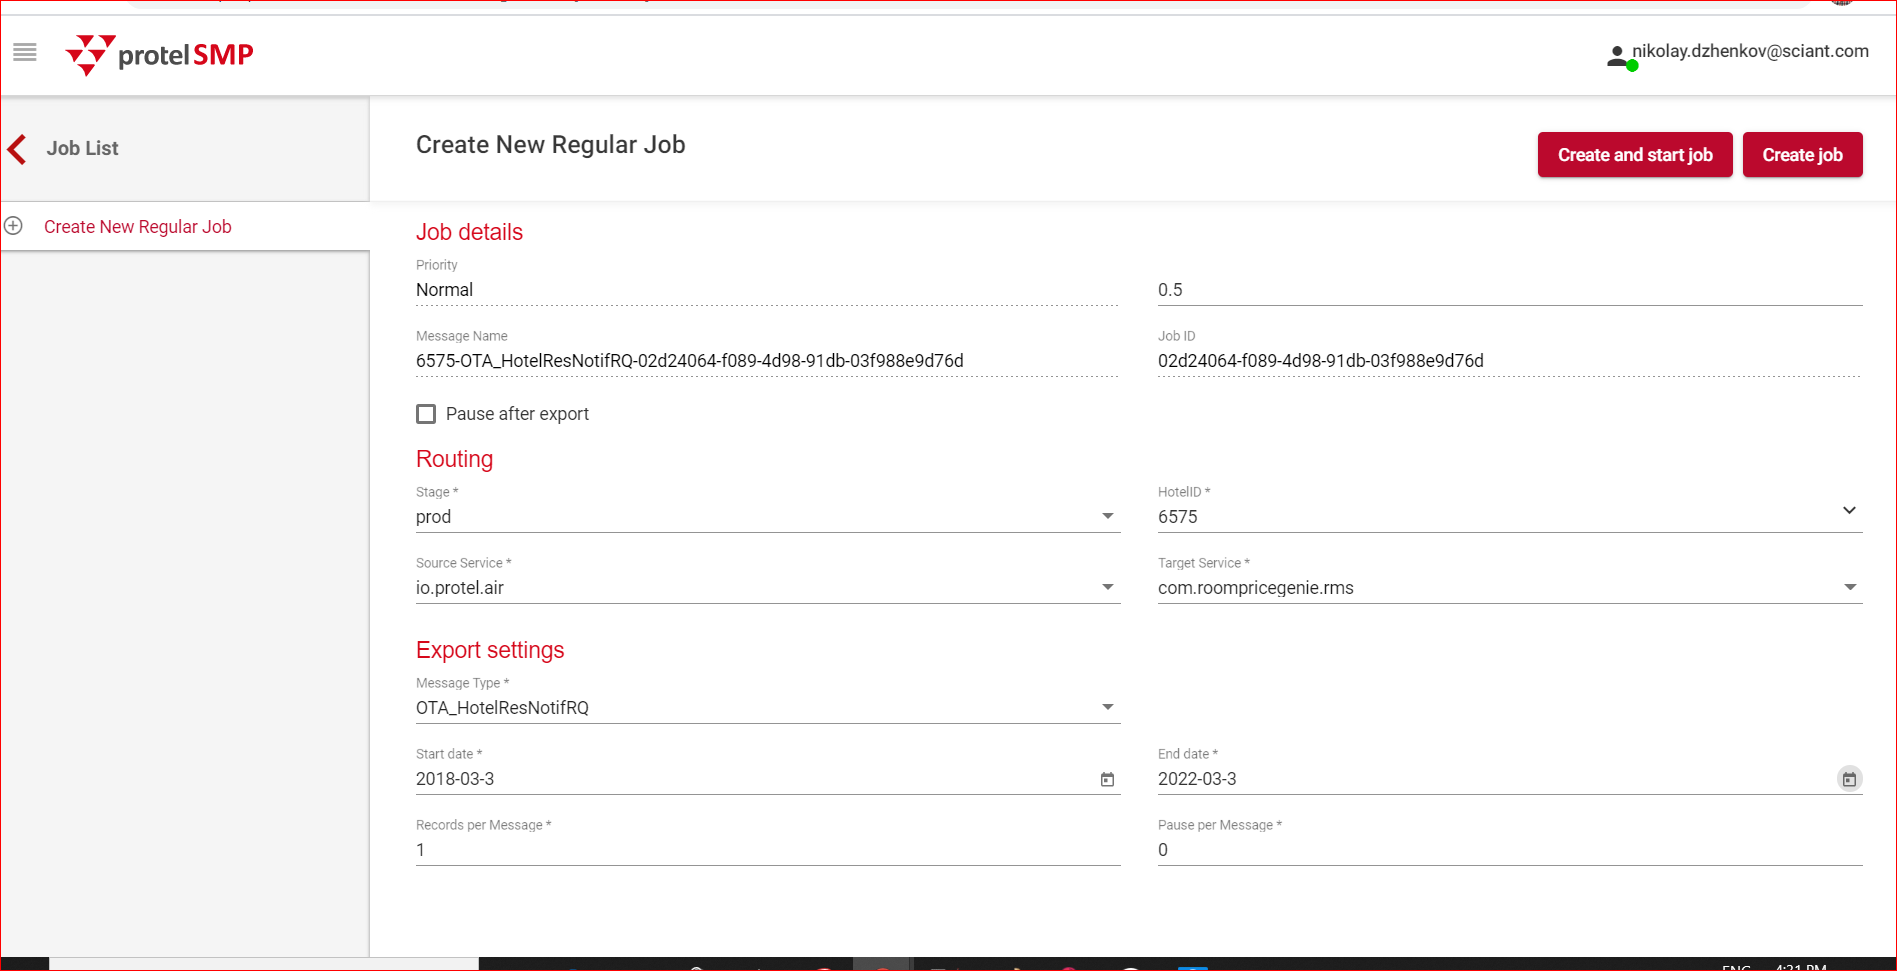 protel SMP
nikolay.dzhenkov@sciant.com
Job List
Create New Regular Job
Create and start job
Create job
Create New Regular Job
Job details
Priority
Normal
0.5
Message Name
Job ID
6575-OTA_HotelResNotifRQ-02d24064-f089-4d98-91db-03f988e9d76d
02d24064-f089-4d98-91db-03f988e9d76d
Pause after export
Routing
Stage *
HotelID *
prod
6575
Source Service *
Target Service *
io.protel.air
com.roompricegenie.rms
Export settings
Message Type *
OTA_HotelResNotifRQ
Start date *
End date *
2018-03-3
2022-03-3
Records per Message *
Pause per Message *
1
0
ENG
4:21 PM